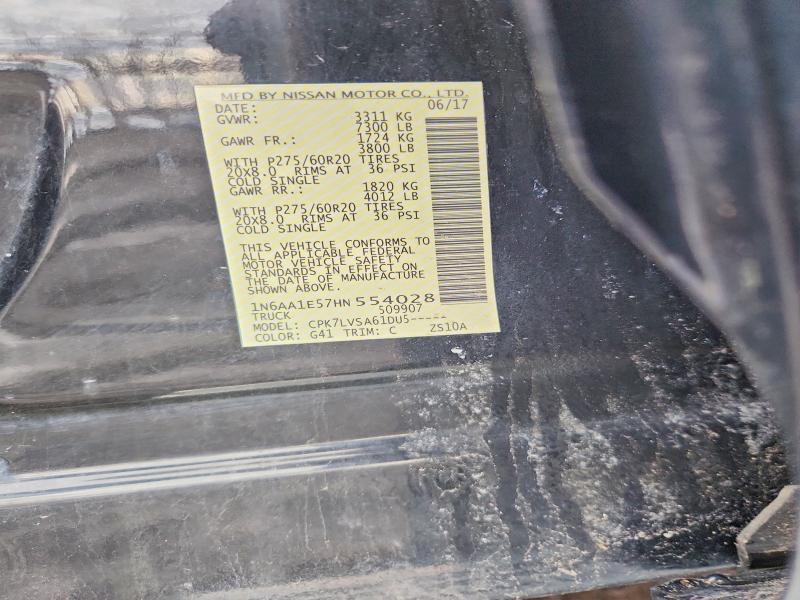 MFD BY NISSAN MOTOR CO., LTD.
DATE: 06/17
GVWR: 3311 KG
7300 LB
GAWR FR.: 1724 KG
3800 LB
WITH P275/60R20 TIRES
20X8.0 RIMS AT 36 PSI
COLD SINGLE
GAWR RR.: 1820 KG
4012 LB
WITH P275/60R20 TIRES
20X8.0 RIMS AT 36 PSI
COLD SINGLE
THIS VEHICLE CONFORMS TO
ALL APPLICABLE FEDERAL
MOTOR VEHICLE SAFETY
STANDARDS IN EFFECT ON
THE DATE OF MANUFACTURE
SHOWN ABOVE.
1N6AA1E57HN 554028
TRUCK 509907
MODEL: CPK7LVSA61DU5-----
COLOR: G41 TRIM: C ZS10A